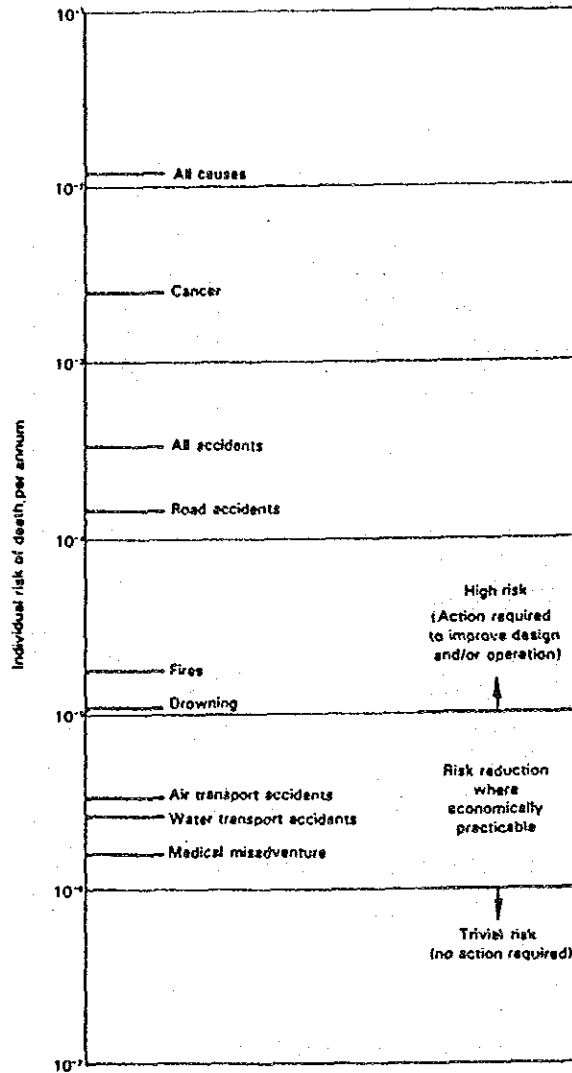 10⁻¹
All causes
10⁻²
Cancer
10⁻³
All accidents
Road accidents
10⁻⁴
Individual risk of death, per annum
High risk
(Action required
to improve design
and/or operation)
Fires
Drowning
10⁻⁵
Air transport accidents
Water transport accidents
Medical misadventure
Risk reduction
where
economically
practicable
10⁻⁶
Trivial risk
(no action required)
10⁻⁷